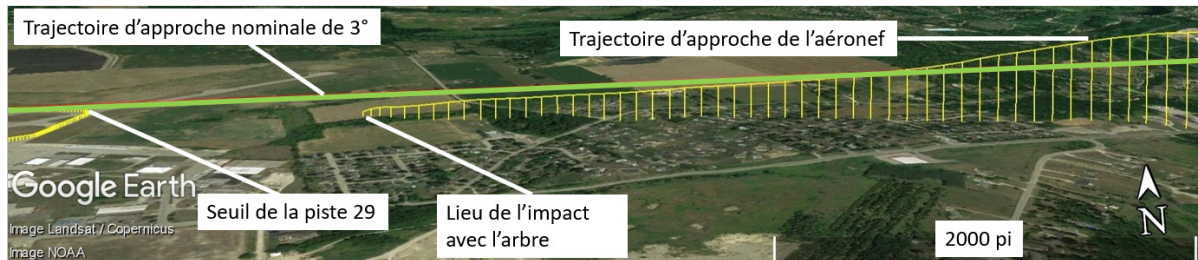 Trajectoire d’approche nominale de 3°
Trajectoire d’approche de l’aéronef
Google Earth
Seuil de la piste 29
Lieu de l’impact
avec l’arbre
2000 pi
N
Image Landsat / Copernicus
Image NOAA